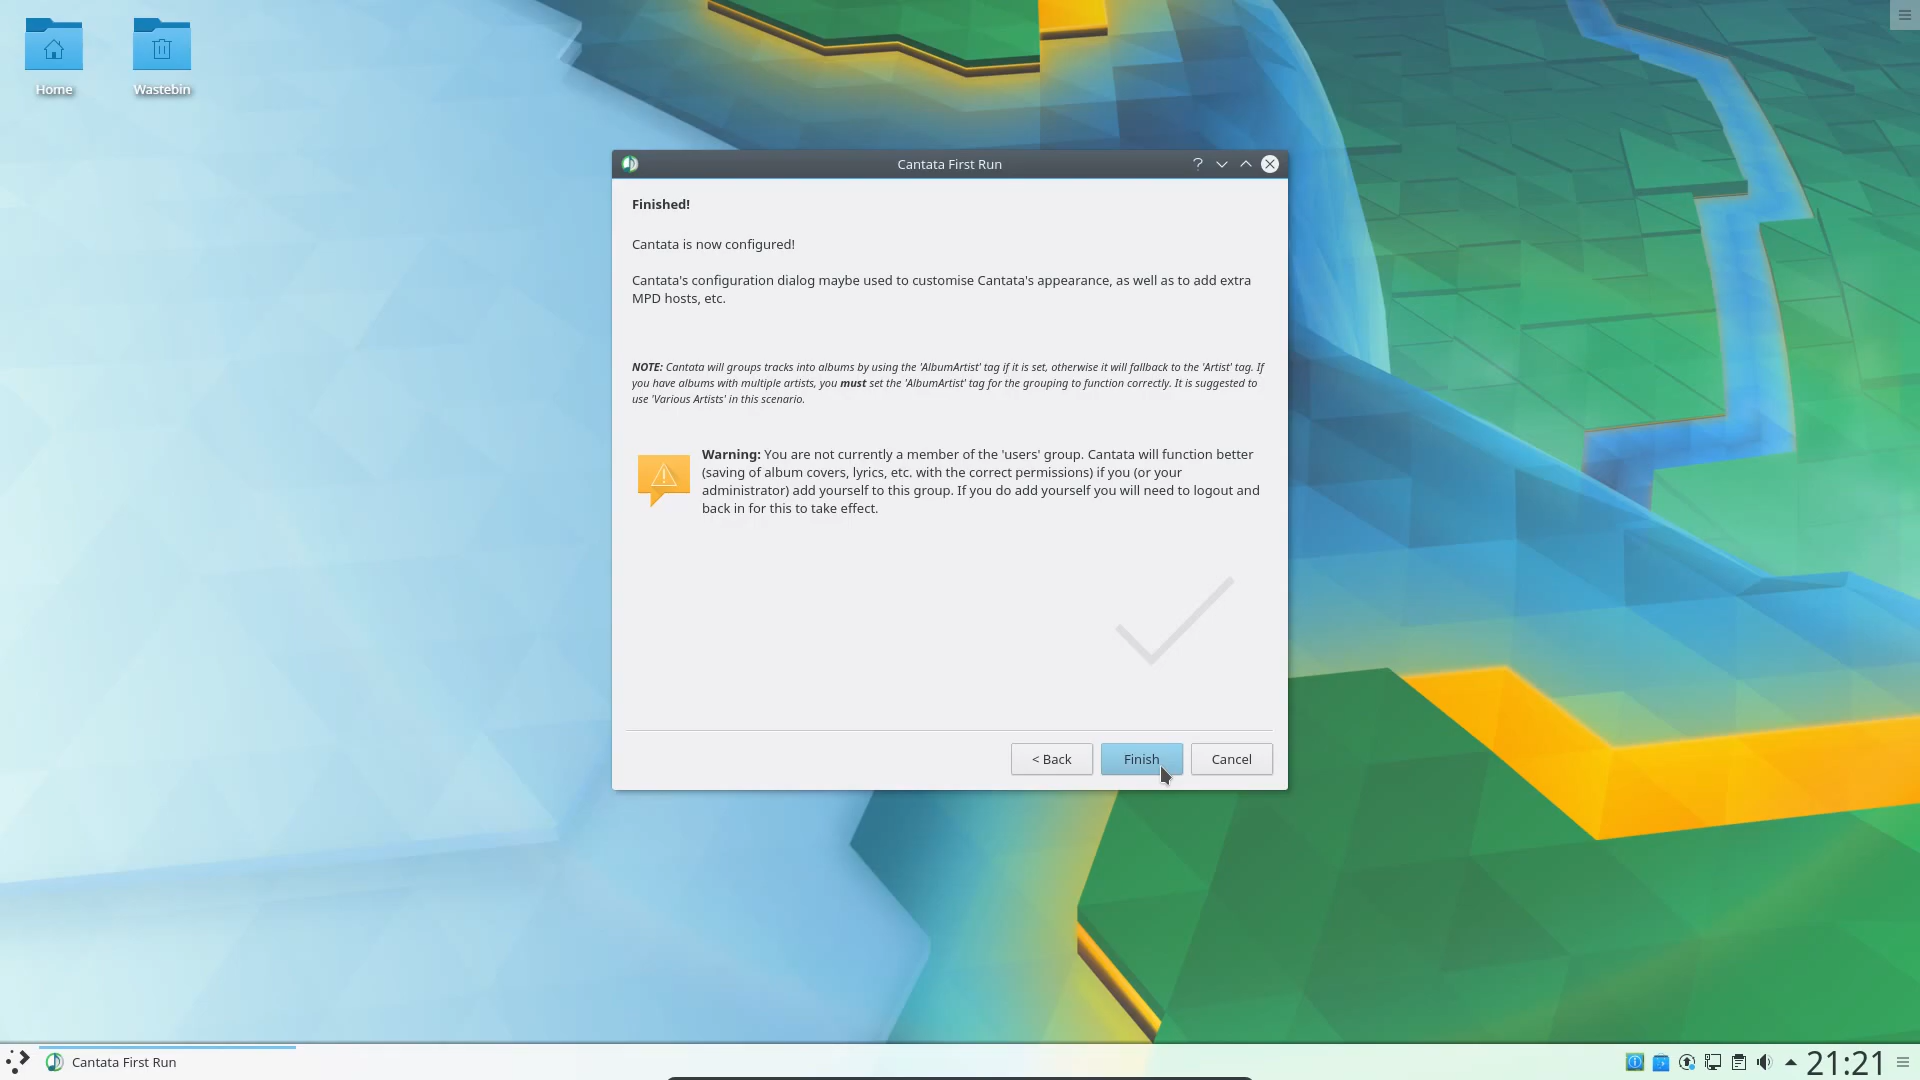 Home
Wastebin
Cantata First Run
Finished!
Cantata is now configured!
Cantata's configuration dialog maybe used to customise Cantata's appearance, as well as to add extra
MPD hosts, etc.
NOTE: Cantata will groups tracks into albums by using the 'AlbumArtist' tag if it is set, otherwise it will fallback to the 'Artist' tag. If
you have albums with multiple artists, you must set the 'AlbumArtist' tag for the grouping to function correctly. It is suggested to
use 'Various Artists' in this scenario.
Warning: You are not currently a member of the 'users' group. Cantata will function better
(saving of album covers, lyrics, etc. with the correct permissions) if you (or your
administrator) add yourself to this group. If you do add yourself you will need to logout and
back in for this to take effect.
< Back
Finish
Cancel
Cantata First Run
21:21